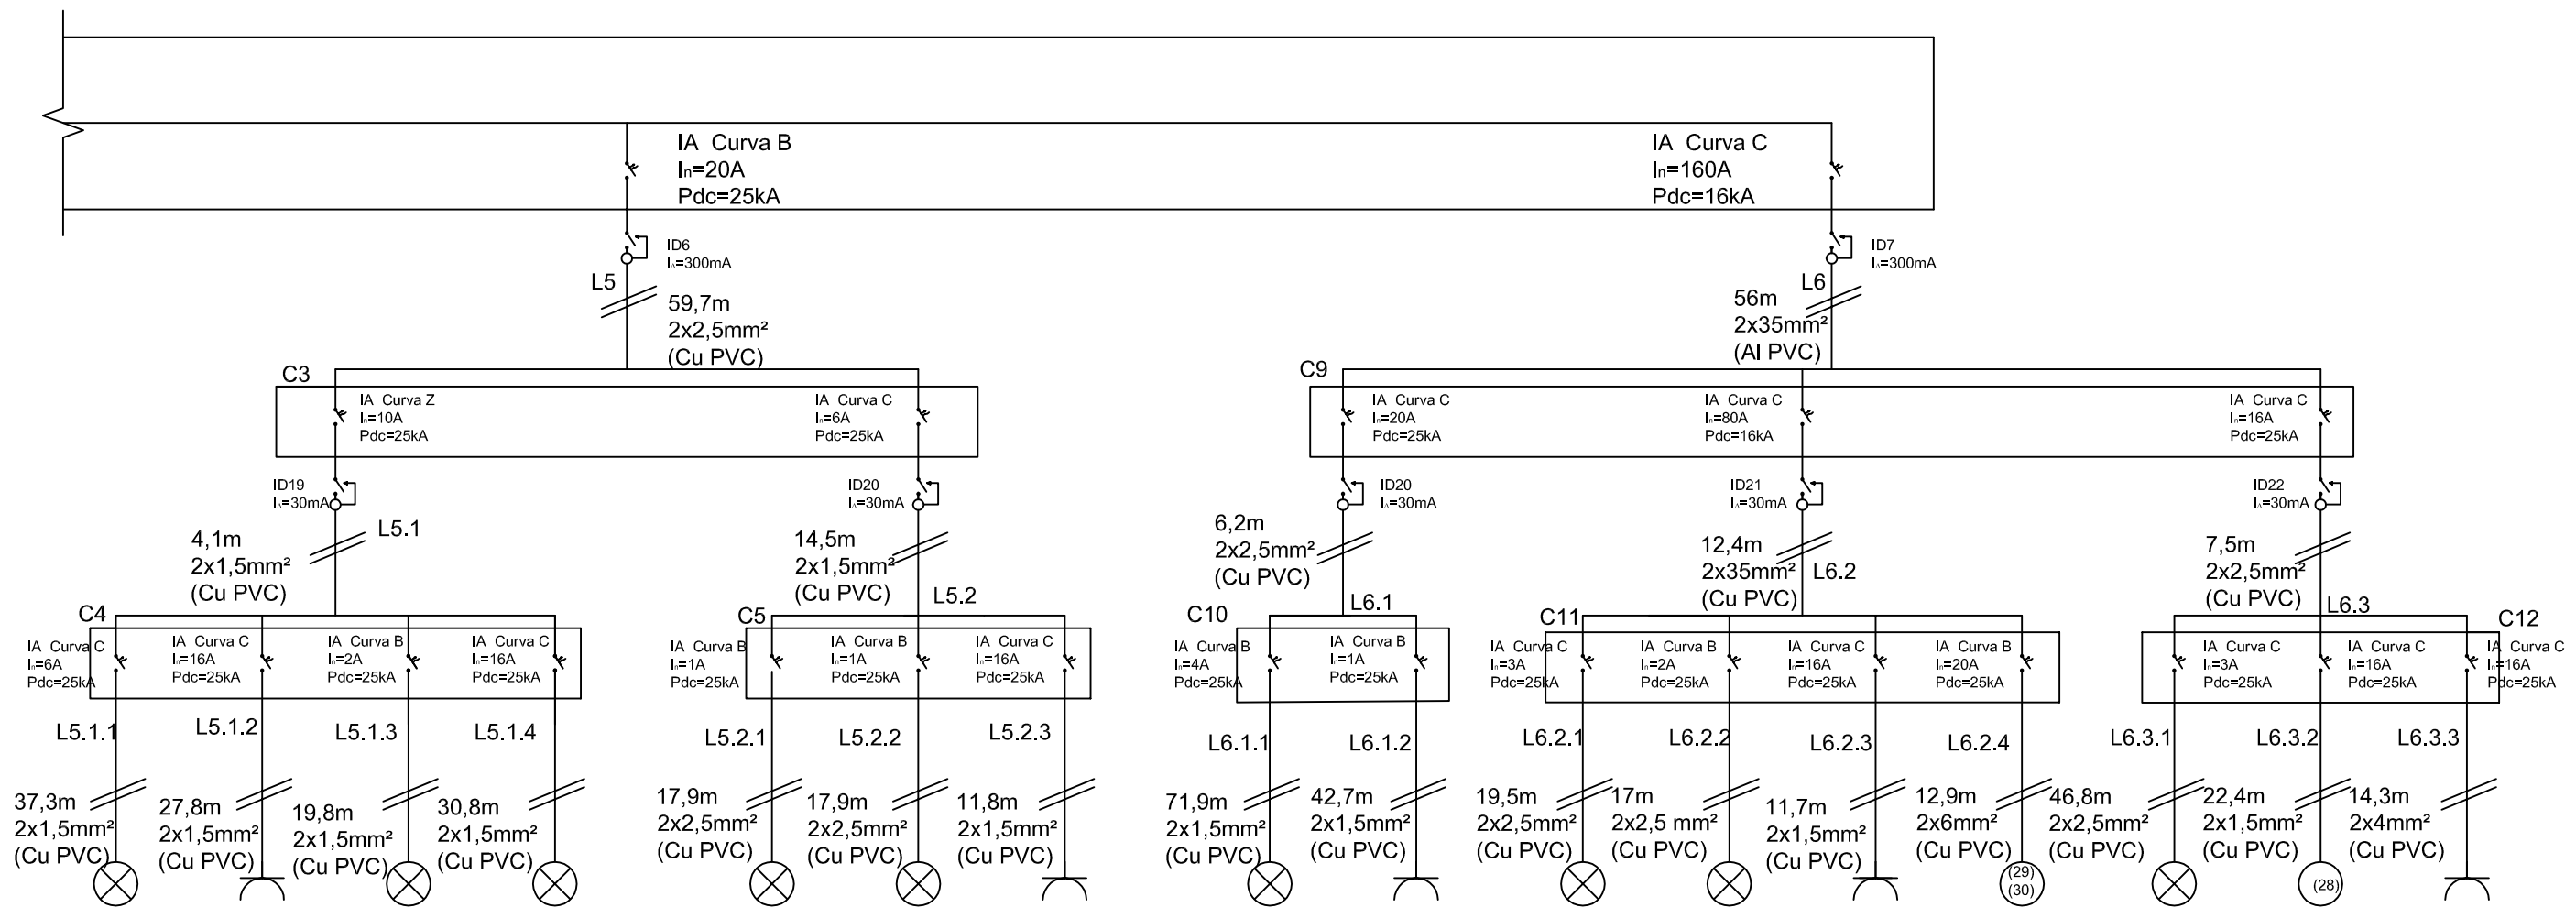 IA Curva B
In=20A
Pdc=25kA
IA Curva C
In=160A
Pdc=16kA
ID6
I∆=300mA
ID7
I∆=300mA
L5
59,7m
2x2,5mm²
(Cu PVC)
L6
56m
2x35mm²
(Al PVC)
C3
IA Curva Z
In=10A
Pdc=25kA
IA Curva C
In=6A
Pdc=25kA
C9
IA Curva C
In=20A
Pdc=25kA
IA Curva C
In=80A
Pdc=16kA
IA Curva C
In=16A
Pdc=25kA
ID19
I∆=30mA
ID20
I∆=30mA
ID20
I∆=30mA
ID21
I∆=30mA
ID22
I∆=30mA
4,1m
2x1,5mm²
(Cu PVC)
L5.1
14,5m
2x1,5mm²
(Cu PVC)
L5.2
6,2m
2x2,5mm²
(Cu PVC)
L6.1
12,4m
2x35mm²
(Cu PVC)
L6.2
7,5m
2x2,5mm²
(Cu PVC)
L6.3
C4
IA Curva C
In=6A
Pdc=25kA
IA Curva C
In=16A
Pdc=25kA
IA Curva B
In=2A
Pdc=25kA
IA Curva C
In=16A
Pdc=25kA
C5
IA Curva B
In=1A
Pdc=25kA
IA Curva B
In=1A
Pdc=25kA
IA Curva C
In=16A
Pdc=25kA
C10
IA Curva B
In=4A
Pdc=25kA
IA Curva B
In=1A
Pdc=25kA
C11
IA Curva C
In=3A
Pdc=25kA
IA Curva B
In=2A
Pdc=25kA
IA Curva C
In=16A
Pdc=25kA
IA Curva B
In=20A
Pdc=25kA
C12
IA Curva C
In=3A
Pdc=25kA
IA Curva C
In=16A
Pdc=25kA
IA Curva C
In=16A
Pdc=25kA
L5.1.1
L5.1.2
L5.1.3
L5.1.4
L5.2.1
L5.2.2
L5.2.3
L6.1.1
L6.1.2
L6.2.1
L6.2.2
L6.2.3
L6.2.4
L6.3.1
L6.3.2
L6.3.3
37,3m
2x1,5mm²
(Cu PVC)
27,8m
2x1,5mm²
(Cu PVC)
19,8m
2x1,5mm²
(Cu PVC)
30,8m
2x1,5mm²
(Cu PVC)
17,9m
2x2,5mm²
(Cu PVC)
17,9m
2x2,5mm²
(Cu PVC)
11,8m
2x1,5mm²
(Cu PVC)
71,9m
2x1,5mm²
(Cu PVC)
42,7m
2x1,5mm²
(Cu PVC)
19,5m
2x2,5mm²
(Cu PVC)
17m
2x2,5 mm²
(Cu PVC)
11,7m
2x1,5mm²
(Cu PVC)
12,9m
2x6mm²
(Cu PVC)
46,8m
2x2,5mm²
(Cu PVC)
22,4m
2x1,5mm²
(Cu PVC)
14,3m
2x4mm²
(Cu PVC)
(29)
(30)
(28)